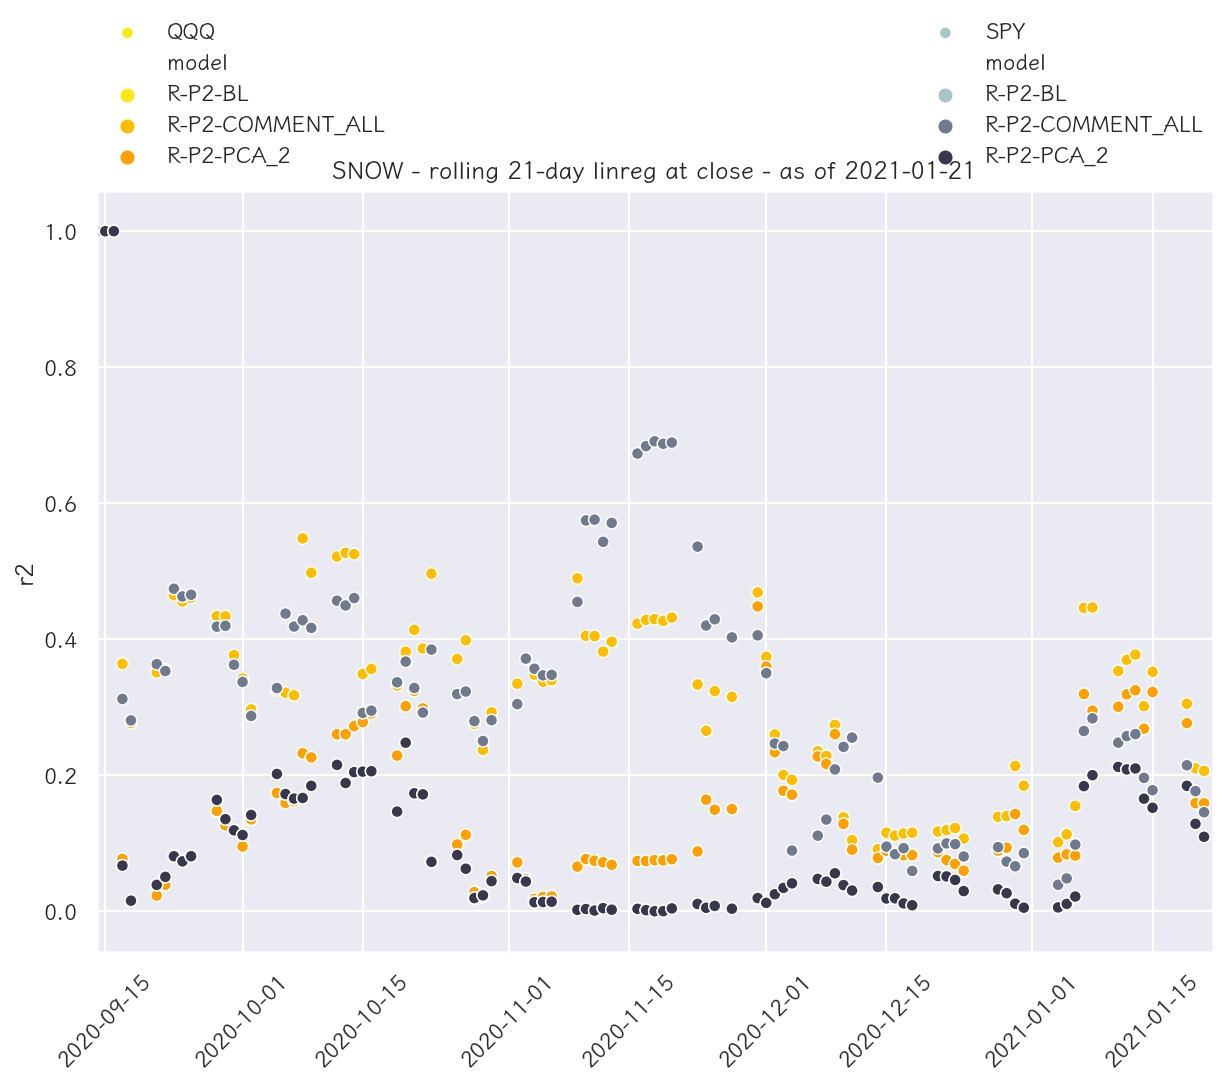 QQQ
model
R-P2-BL
R-P2-COMMENT_ALL
R-P2-PCA_2
SPY
model
R-P2-BL
R-P2-COMMENT_ALL
R-P2-PCA_2
SNOW - rolling 21-day linreg at close - as of 2021-01-21
r2
1.0
0.8
0.6
0.4
0.2
0.0
2020-09-15
2020-10-01
2020-10-15
2020-11-01
2020-11-15
2020-12-01
2020-12-15
2021-01-01
2021-01-15